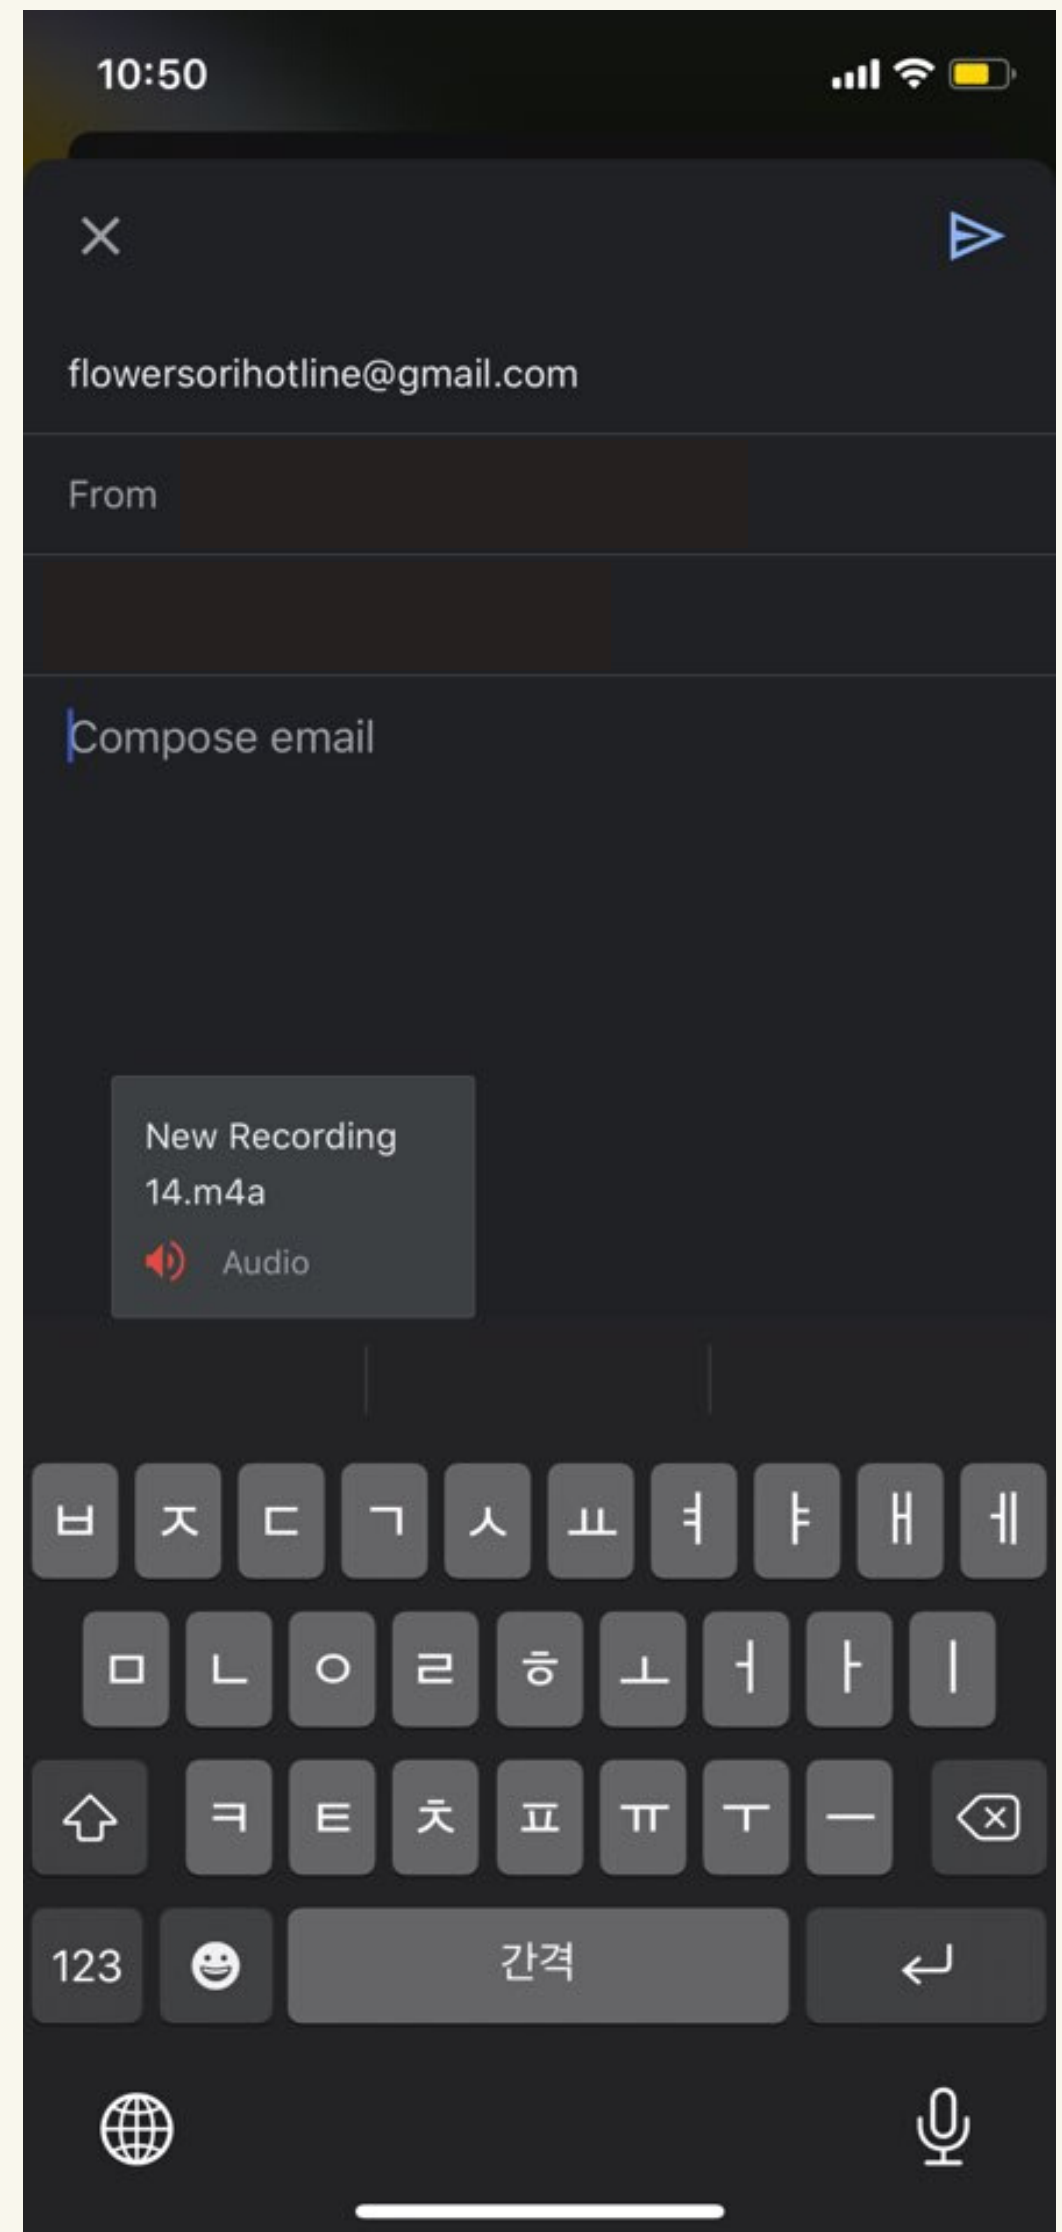 10:50
flowersorihotline@gmail.com
From
Compose email
New Recording
14.m4a
Audio
ㅂ ㅈ ㄷ ㄱ ㅅ ㅛ ㅕ ㅑ ㅐ ㅔ
ㅁ ㄴ ㅇ ㄹ ㅎ ㅗ ㅓ ㅏ ㅣ
ㅋ ㅌ ㅊ ㅍ ㅠ ㅜ ㅡ
123 간격